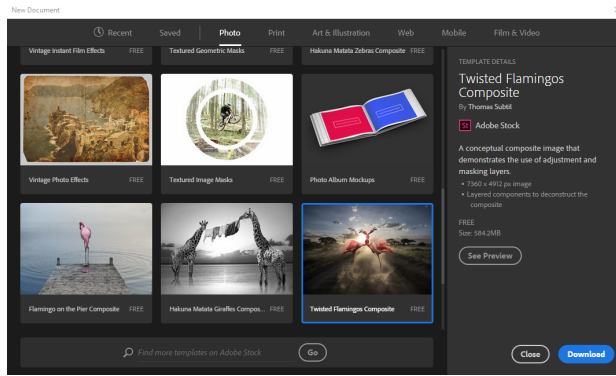 New Document
Recent Saved Photo Print Art & Illustration Web Mobile Film & Video
Vintage Instant Film Effects FREE Textured Geometric Masks FREE Hakuna Matata Zebras Composite FREE
TEMPLATE DETAILS
Twisted Flamingos
Composite
By Thomas Subtil
St Adobe Stock
A conceptual composite image that
demonstrates the use of adjustment and
masking layers.
• 7360 x 4912 px image
• Layered components to deconstruct the
composite
FREE
Size: 584.2MB
See Preview
Vintage Photo Effects FREE Textured Image Masks FREE Photo Album Mockups FREE
Flamingo on the Pier Composite FREE Hakuna Matata Giraffes Compos... FREE Twisted Flamingos Composite FREE
Find more templates on Adobe Stock Go
Close Download